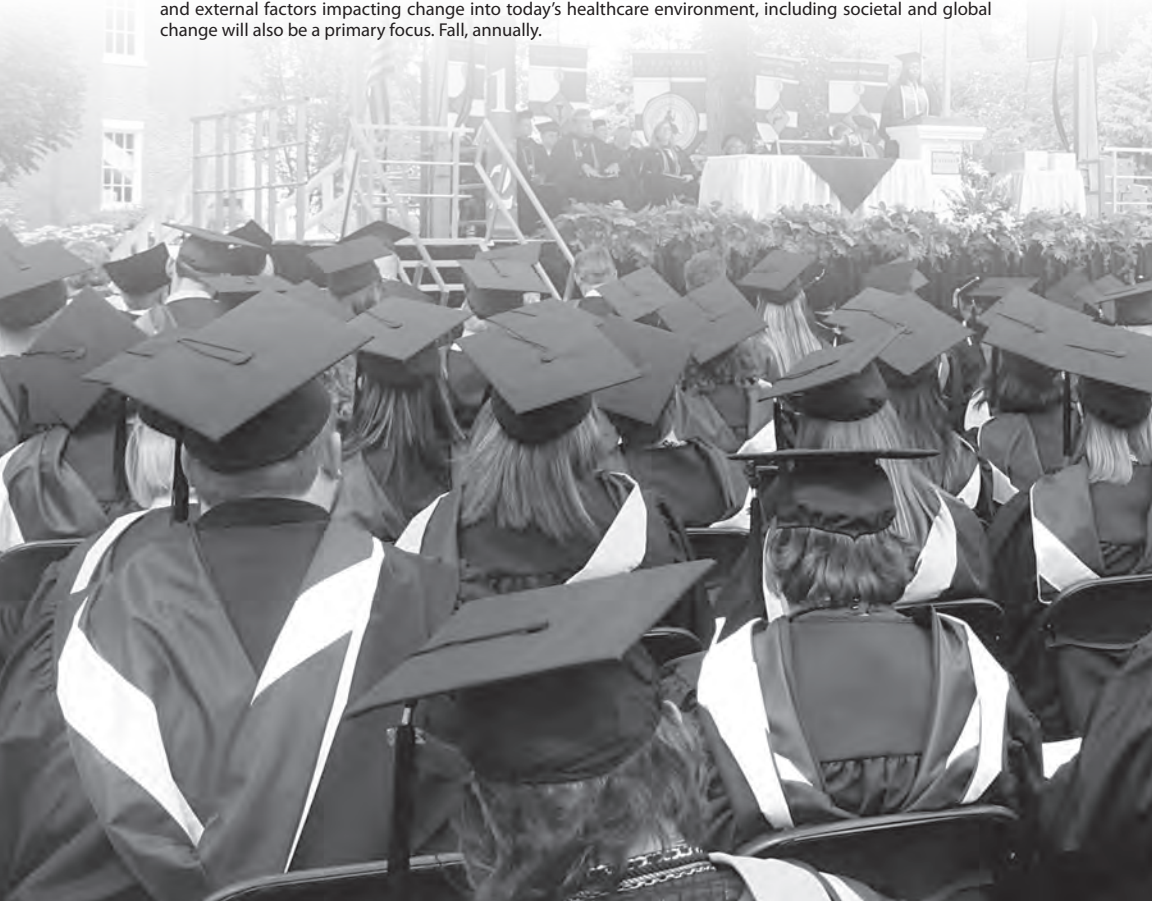 and external factors impacting change into today's healthcare environment, including societal and global
change will also be a primary focus. Fall, annually.